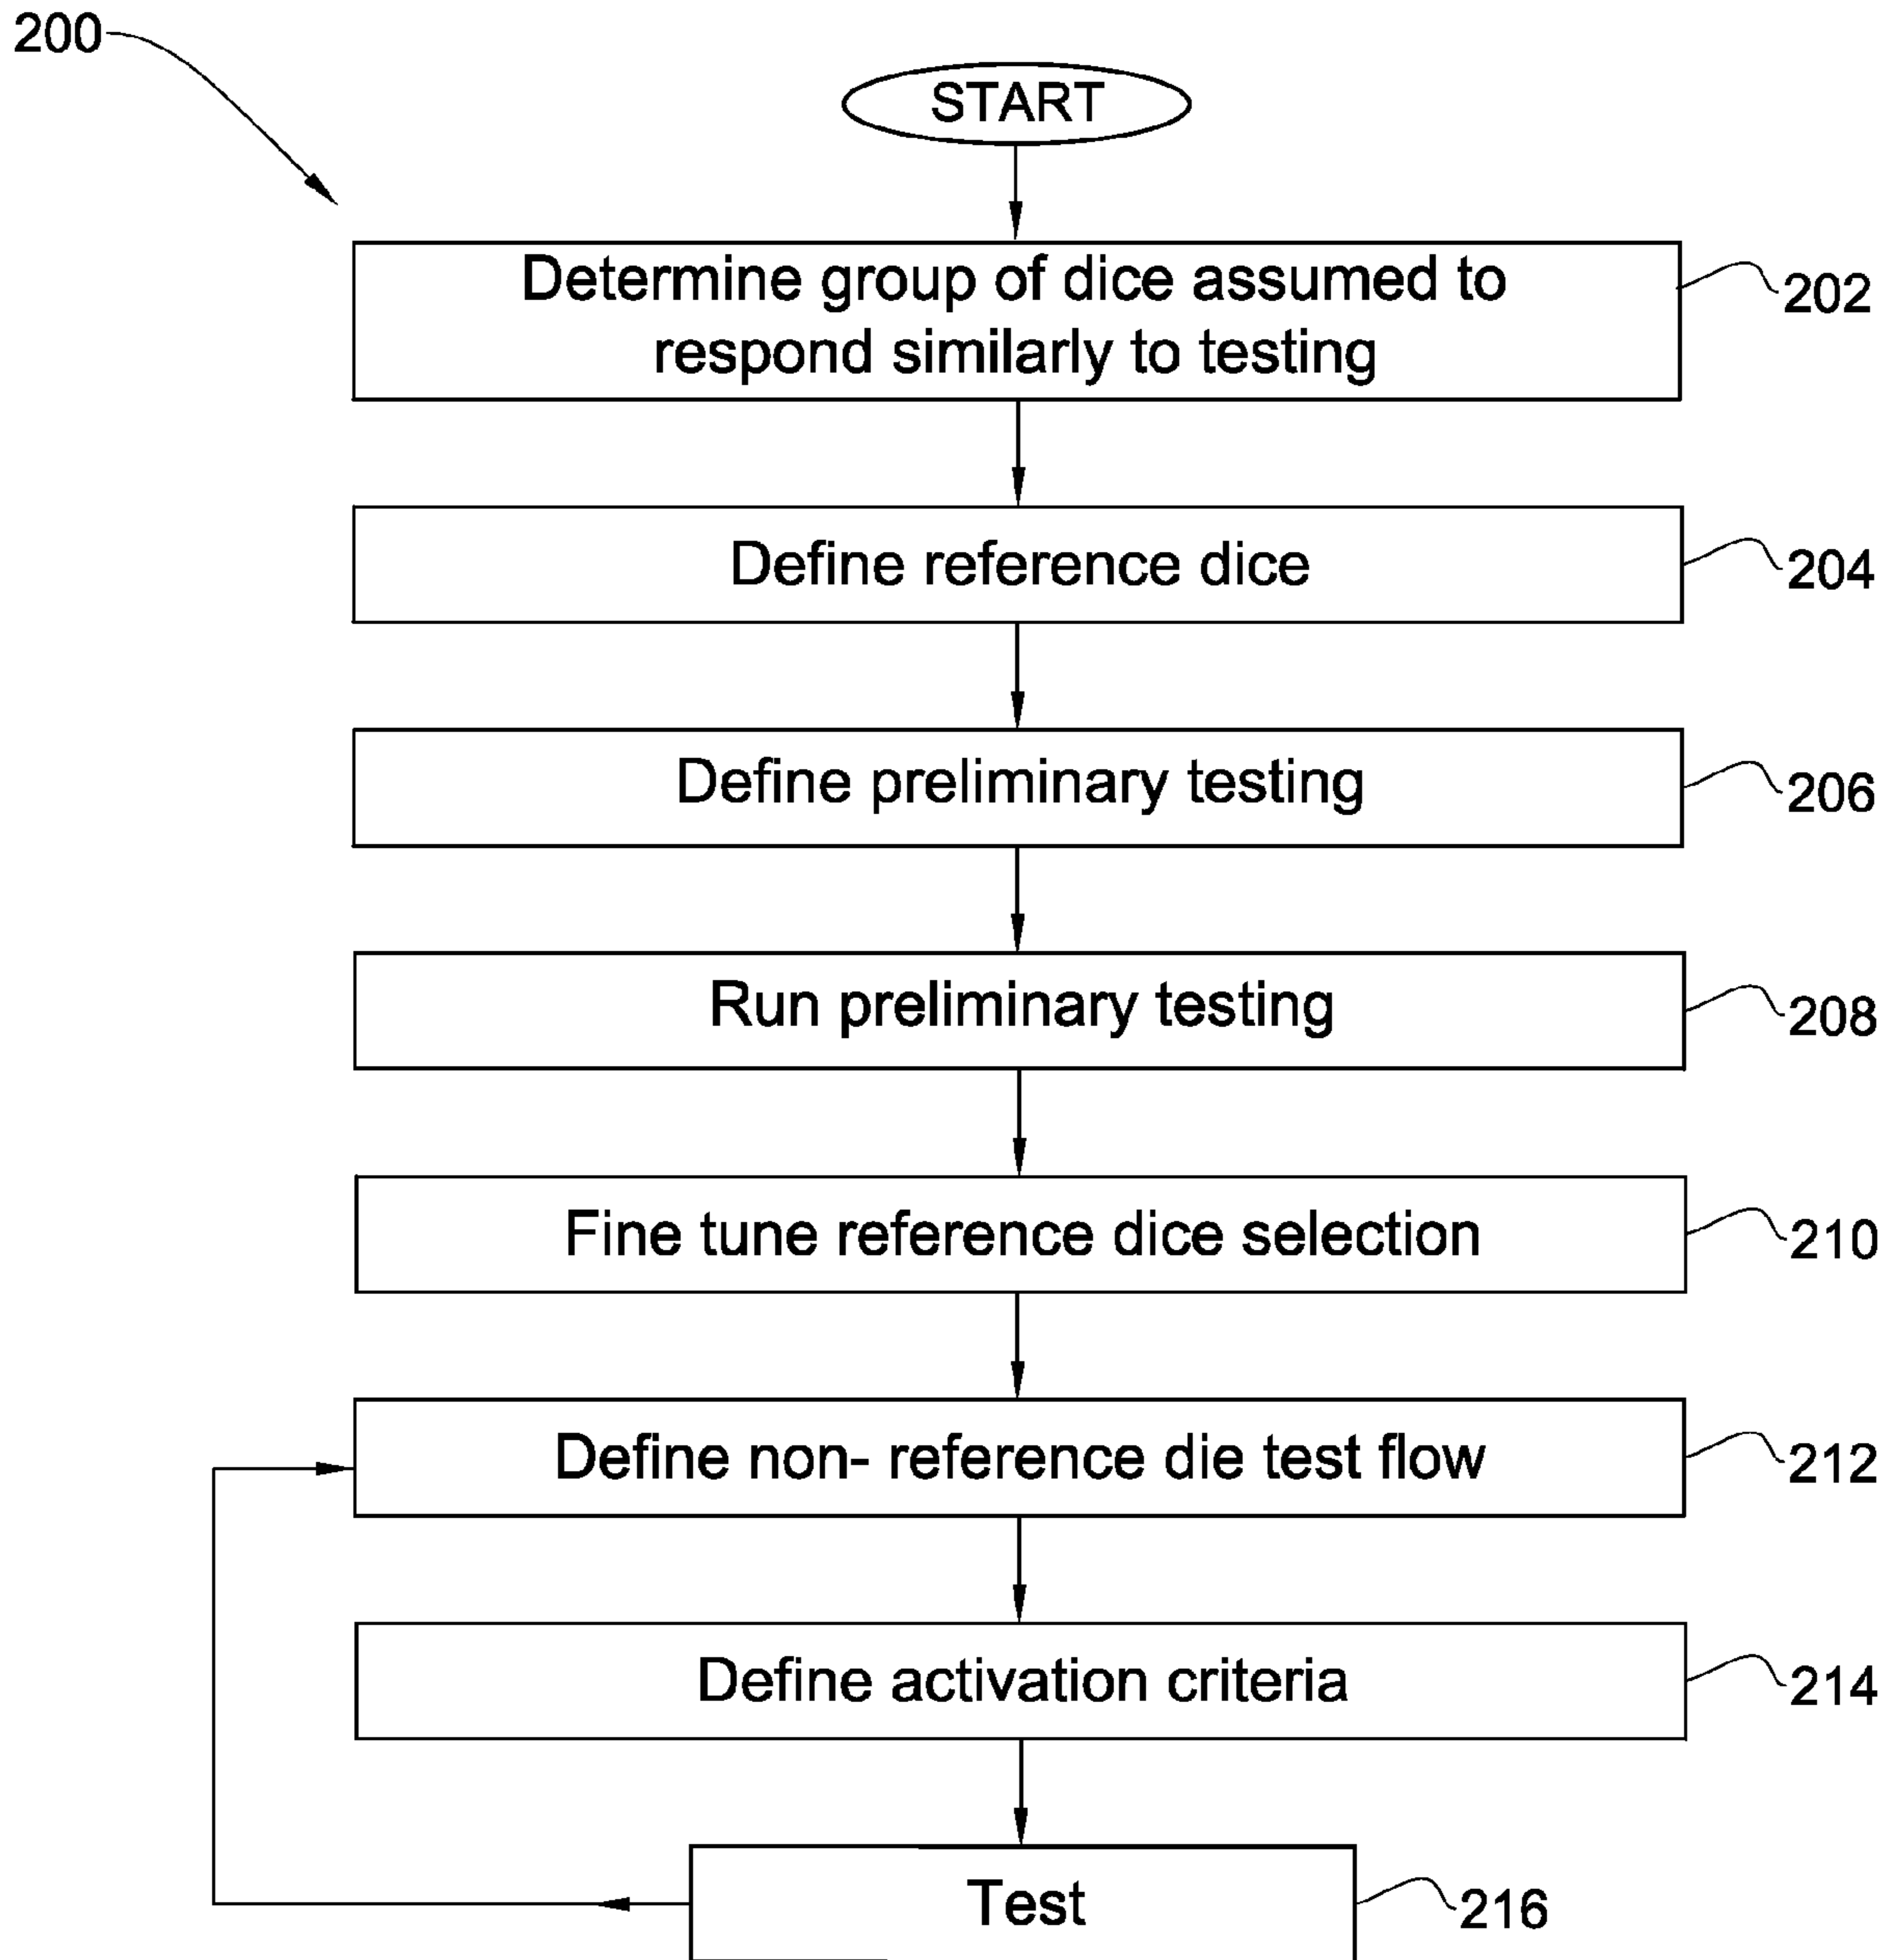 200
START
Determine group of dice assumed to
respond similarly to testing
202
Define reference dice
204
Define preliminary testing
206
Run preliminary testing
208
Fine tune reference dice selection
210
Define non- reference die test flow
212
Define activation criteria
214
Test
216